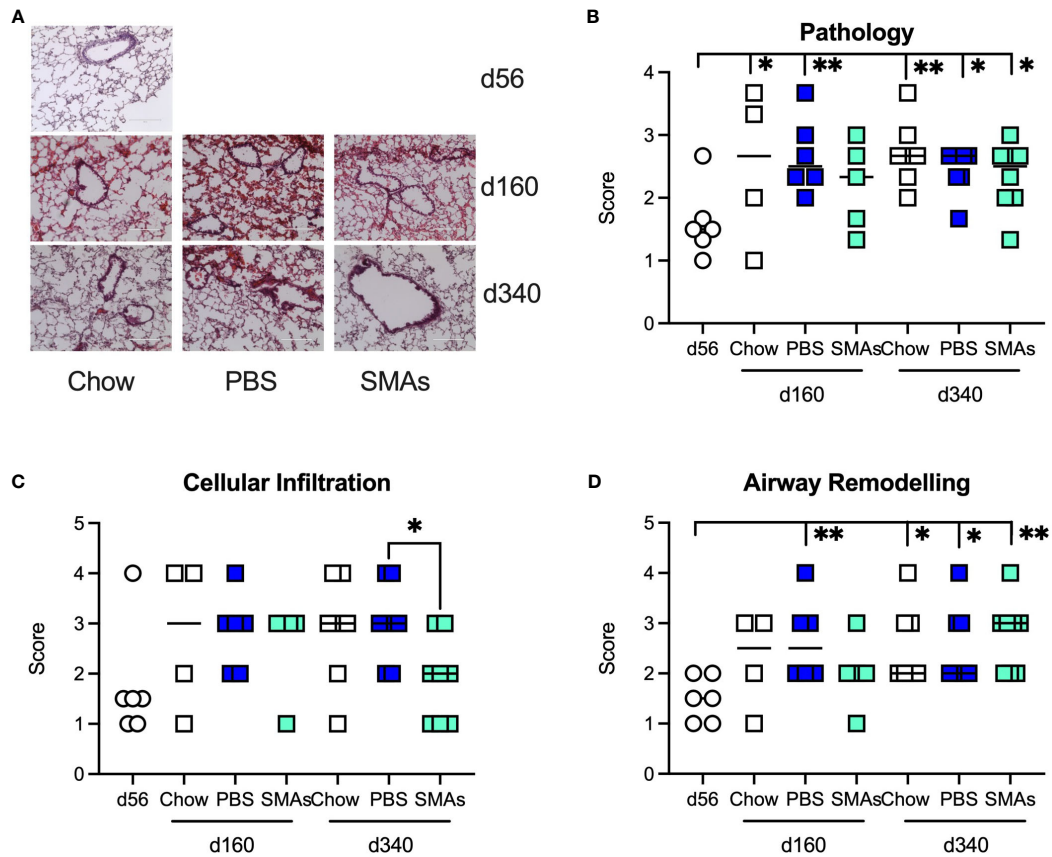 A
d56
d160
d340
Chow PBS SMAs
B
Pathology
* ** ** * *
4
3
2
1
0
Score
d56 Chow PBS SMAs Chow PBS SMAs
d160 d340
C
Cellular Infiltration
*
5
4
3
2
1
0
Score
d56 Chow PBS SMAs Chow PBS SMAs
d160 d340
D
Airway Remodelling
** * * **
5
4
3
2
1
0
Score
d56 Chow PBS SMAs Chow PBS SMAs
d160 d340